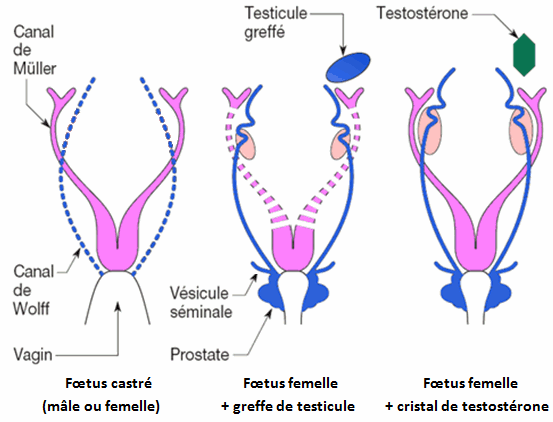 Canal
de
Müller
Testicule
greffé
Testostérone
Canal
de
Wolff
Vésicule
séminale
Vagin
Prostate
Fœtus castré
(mâle ou femelle)
Fœtus femelle
+ greffe de testicule
Fœtus femelle
+ cristal de testostérone